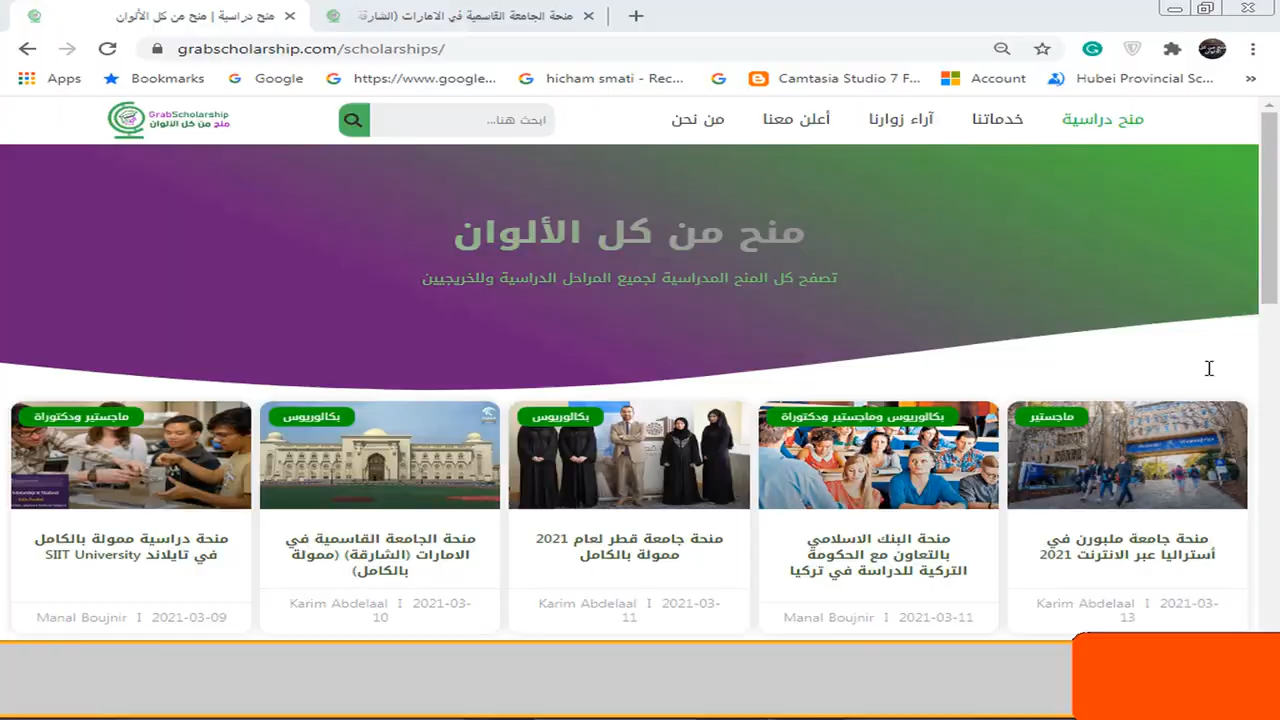 منح دراسية | منح من كل الألوان
منحة الجامعة القاسمية في الامارات (الشارقة
grabscholarship.com/scholarships/
Apps
Bookmarks
Google
https://www.google...
hicham smati - Rec...
Camtasia Studio 7 F...
Account
Hubei Provincial Sc...
GrabScholarship
منح من كل الألوان
ابحث هنا...
منح دراسية
خدماتنا
آراء زوارنا
أعلن معنا
من نحن
منح من كل الألوان
تصفح كل المنح المدراسية لجميع المراحل الدراسية وللخريجيين
ماجستير
منحة جامعة ملبورن في
أستراليا عبر الانترنت 2021
Karim Abdelaal I 2021-03-
13
بكالوريوس وماجستير ودكتوراة
منحة البنك الاسلامي
بالتعاون مع الحكومة
التركية للدراسة في تركيا
Manal Boujnir I 2021-03-11
بكالوريوس
منحة جامعة قطر لعام 2021
ممولة بالكامل
Karim Abdelaal I 2021-03-
11
بكالوريوس
منحة الجامعة القاسمية في
الامارات (الشارقة) (ممولة
بالكامل)
Karim Abdelaal I 2021-03-
10
ماجستير ودكتوراة
منحة دراسية ممولة بالكامل
في تايلاند SIIT University
Manal Boujnir I 2021-03-09